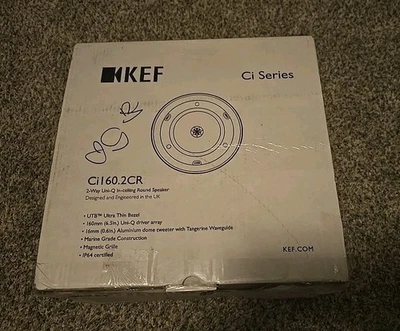 KEF
Ci Series
Ci160.2CR
2-Way Uni-Q In-ceiling Round Speaker
Designed and Engineered in the UK
• UTB™ Ultra Thin Bezel
• 160mm (6.5in.) Uni-Q driver array
• 16mm (0.6in.) Aluminium dome tweeter with Tangerine Waveguide
• Marine Grade Construction
• Magnetic Grille
• IP64 certified
KEF.COM